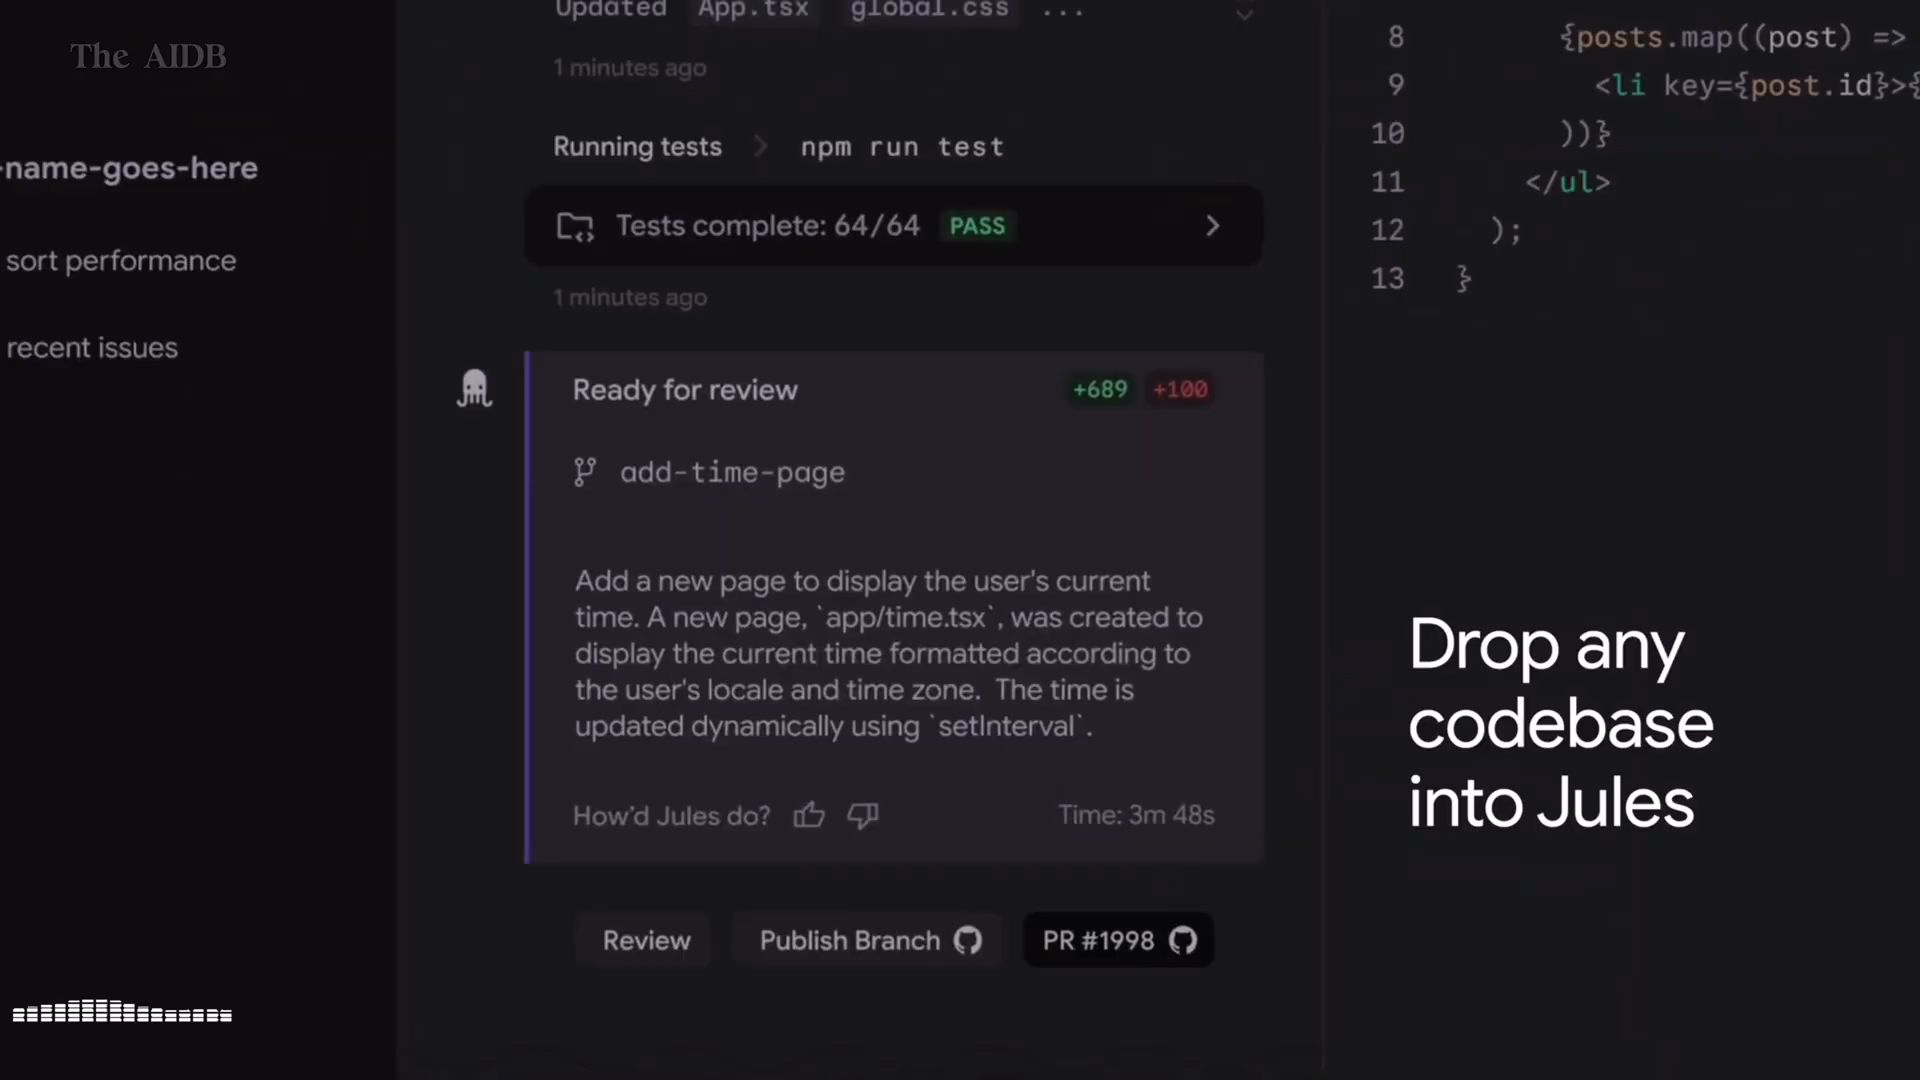 The AIDB
-name-goes-here
sort performance
recent issues
Updated App.tsx global.css ...
1 minutes ago
Running tests > npm run test
Tests complete: 64/64 PASS
1 minutes ago
Ready for review +689 +100
add-time-page
Add a new page to display the user's current
time. A new page, `app/time.tsx`, was created to
display the current time formatted according to
the user's locale and time zone. The time is
updated dynamically using `setInterval`.
How'd Jules do? Time: 3m 48s
Review Publish Branch PR #1998
8 {posts.map((post) =>
9 <li key={post.id}>{
10 ))}
11 </ul>
12 );
13 }
Drop any
codebase
into Jules